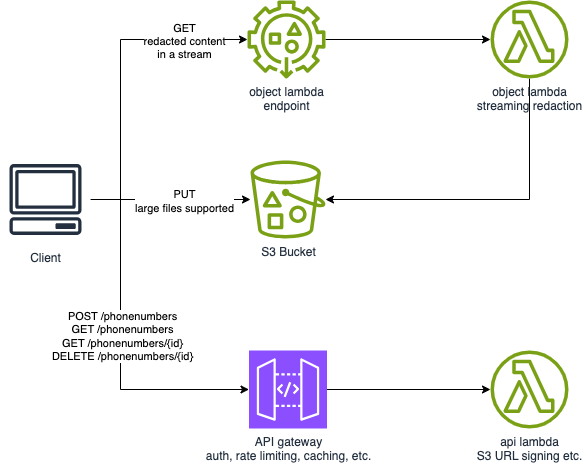 GET
redacted content
in a stream
object lambda
endpoint
object lambda
streaming redaction
PUT
large files supported
Client
S3 Bucket
POST /phonenumbers
GET /phonenumbers
GET /phonenumbers/{id}
DELETE /phonenumbers/{id}
</>
API gateway
auth, rate limiting, caching, etc.
api lambda
S3 URL signing etc.